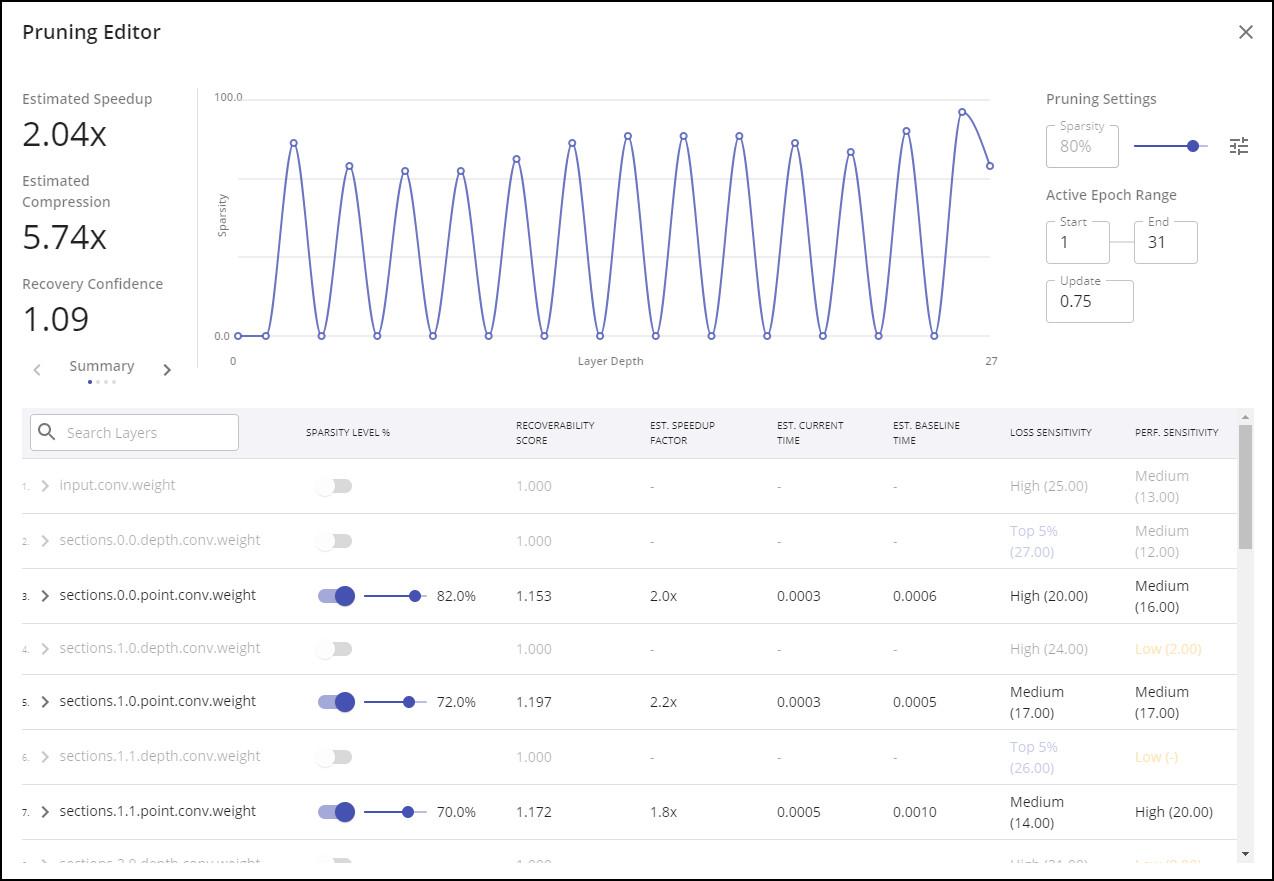 Pruning Editor
Estimated Speedup
2.04x
Estimated
Compression
5.74x
Recovery Confidence
1.09
Summary
100.0
Sparsity
0.0
0
Layer Depth
27
Pruning Settings
Sparsity
80%
Active Epoch Range
Start
1
End
31
Update
0.75
Search Layers
SPARSITY LEVEL %
RECOVERABILITY
SCORE
EST. SPEEDUP
FACTOR
EST. CURRENT
TIME
EST. BASELINE
TIME
LOSS SENSITIVITY
PERF. SENSITIVITY
1. input.conv.weight 1.000 - - - High (25.00) Medium
(13.00)
2. sections.0.0.depth.conv.weight 1.000 - - - Top 5%
(27.00) Medium
(12.00)
3. sections.0.0.point.conv.weight 82.0% 1.153 2.0x 0.0003 0.0006 High (20.00) Medium
(16.00)
4. sections.1.0.depth.conv.weight 1.000 - - - High (24.00) Low (2.00)
5. sections.1.0.point.conv.weight 72.0% 1.197 2.2x 0.0003 0.0005 Medium
(17.00) Medium
(17.00)
6. sections.1.1.depth.conv.weight 1.000 - - - Top 5%
(26.00) Low (-)
7. sections.1.1.point.conv.weight 70.0% 1.172 1.8x 0.0005 0.0010 Medium
(14.00) High (20.00)